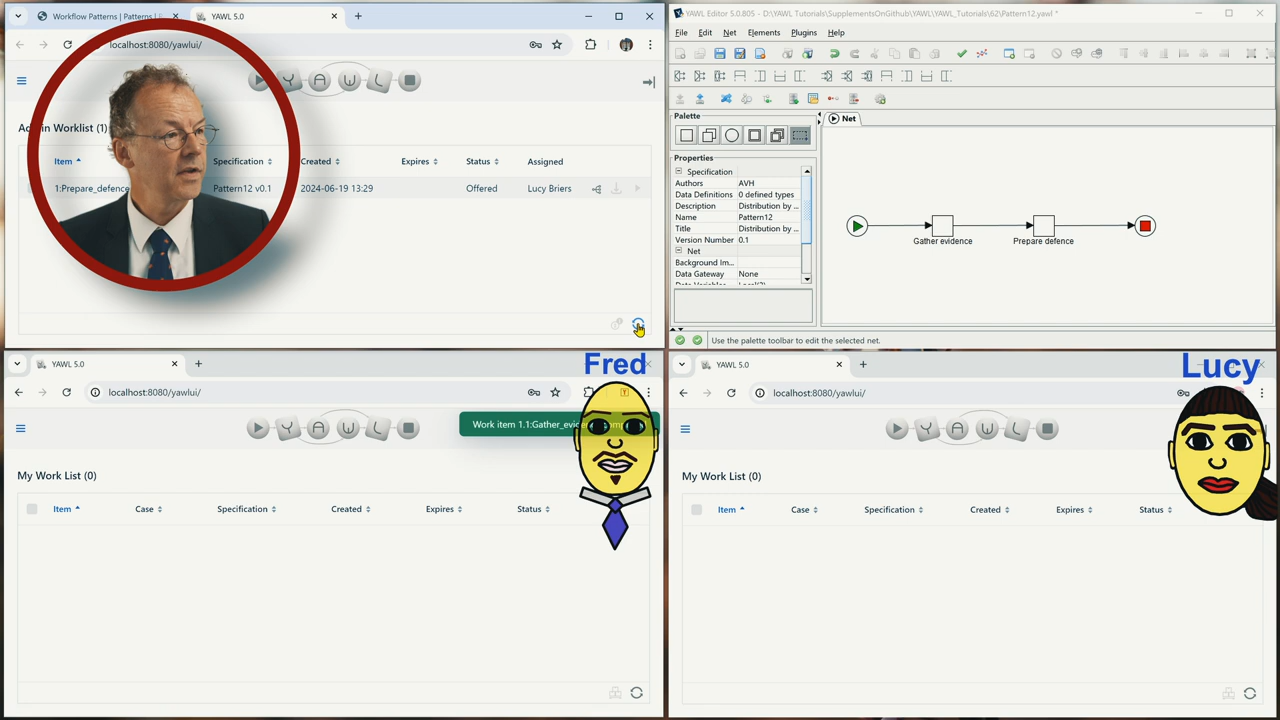 Workflow Patterns | Patterns |
YAWL 5.0
localhost:8080/yawlui/
Y A W L
Admin Worklist (1)
Item Specification Created Expires Status Assigned
1:Prepare_defence Pattern12 v0.1 2024-06-19 13:29 Offered Lucy Briers
YAWL Editor 5.0.805 - D:\YAWL Tutorials\SupplementsOnGithub\YAWL\YAWL_Tutorials\62\Pattern12.yawl *
File Edit Net Elements Plugins Help
Palette
Net
Properties
Specification
Authors AVH
Data Definitions 0 defined types
Description Distribution by ...
Name Pattern12
Title Distribution by ...
Version Number 0.1
Net
Background Im...
Data Gateway None
Gather evidence
Prepare defence
Use the palette toolbar to edit the selected net.
YAWL 5.0
Fred
localhost:8080/yawlui/
Y A W L
Work item 1.1:Gather_evide
My Work List (0)
Item Case Specification Created Expires Status
YAWL 5.0
Lucy
localhost:8080/yawlui/
Y A W L
My Work List (0)
Item Case Specification Created Expires Status